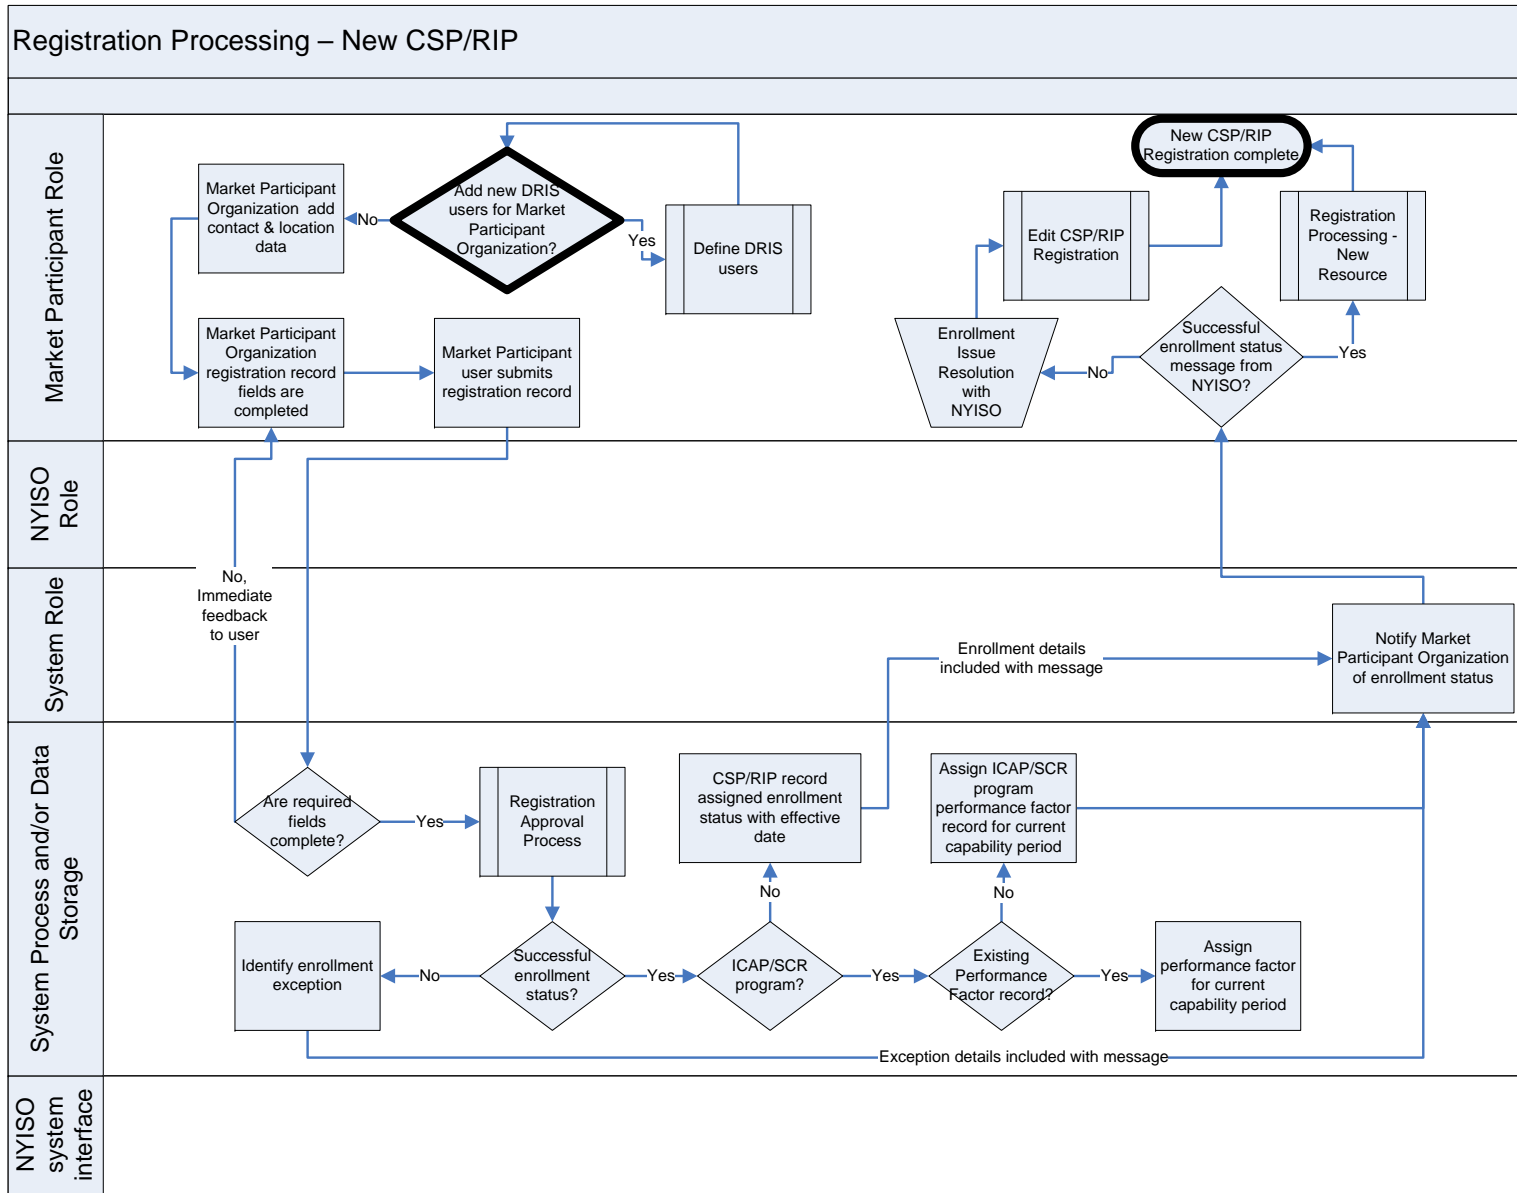 Registration Processing – New CSP/RIP
Market Participant Role
Market Participant
Organization add
contact & location
data
No
Add new DRIS
users for Market
Participant
Organization?
Yes
Define DRIS
users
New CSP/RIP
Registration complete
Edit CSP/RIP
Registration
Registration
Processing -
New
Resource
Market Participant
Organization
registration record
fields are
completed
Market Participant
user submits
registration record
Enrollment
Issue
Resolution
with
NYISO
No
Successful
enrollment status
message from
NYISO?
Yes
NYISO
Role
System Role
No,
Immediate
feedback
to user
Enrollment details
included with message
Notify Market
Participant Organization
of enrollment status
System Process and/or Data
Storage
Are required
fields
complete?
Yes
Registration
Approval
Process
CSP/RIP record
assigned enrollment
status with effective
date
Assign ICAP/SCR
program
performance factor
record for current
capability period
No
No
Identify enrollment
exception
No
Successful
enrollment
status?
Yes
ICAP/SCR
program?
Yes
Existing
Performance
Factor record?
Yes
Assign
performance factor
for current
capability period
Exception details included with message
NYISO
system
interface